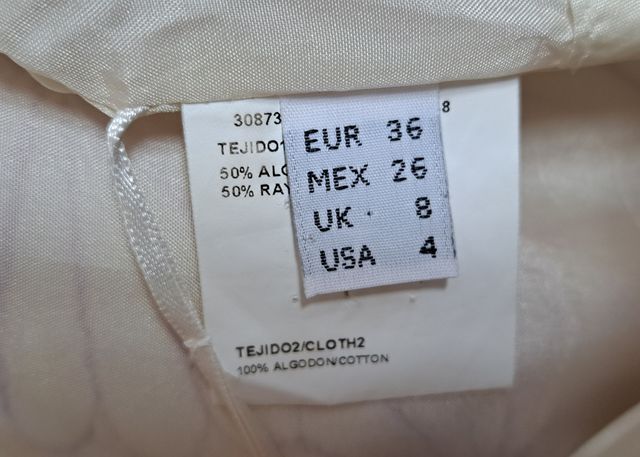 30873
8
TEJIDO
50% ALG
50% RAY
EUR 36
MEX 26
UK 8
USA 4
TEJIDO2/CLOTH2
100% ALGODON/COTTON